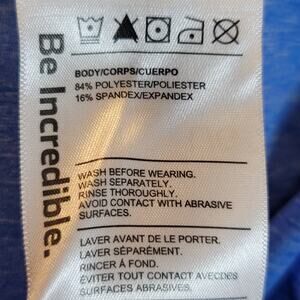 Be Incredible.
BODY/CORPS/CUERPO
84% POLYESTER/POLIESTER
16% SPANDEX/EXPANDEX
WASH BEFORE WEARING.
WASH SEPARATELY.
RINSE THOROUGHLY.
AVOID CONTACT WITH ABRASIVE
SURFACES.
LAVER AVANT DE LE PORTER.
LAVER SÉPARÉMENT.
RINCER À FOND.
ÉVITER TOUT CONTACT AVECDES
SURFACES ABRASIVES.